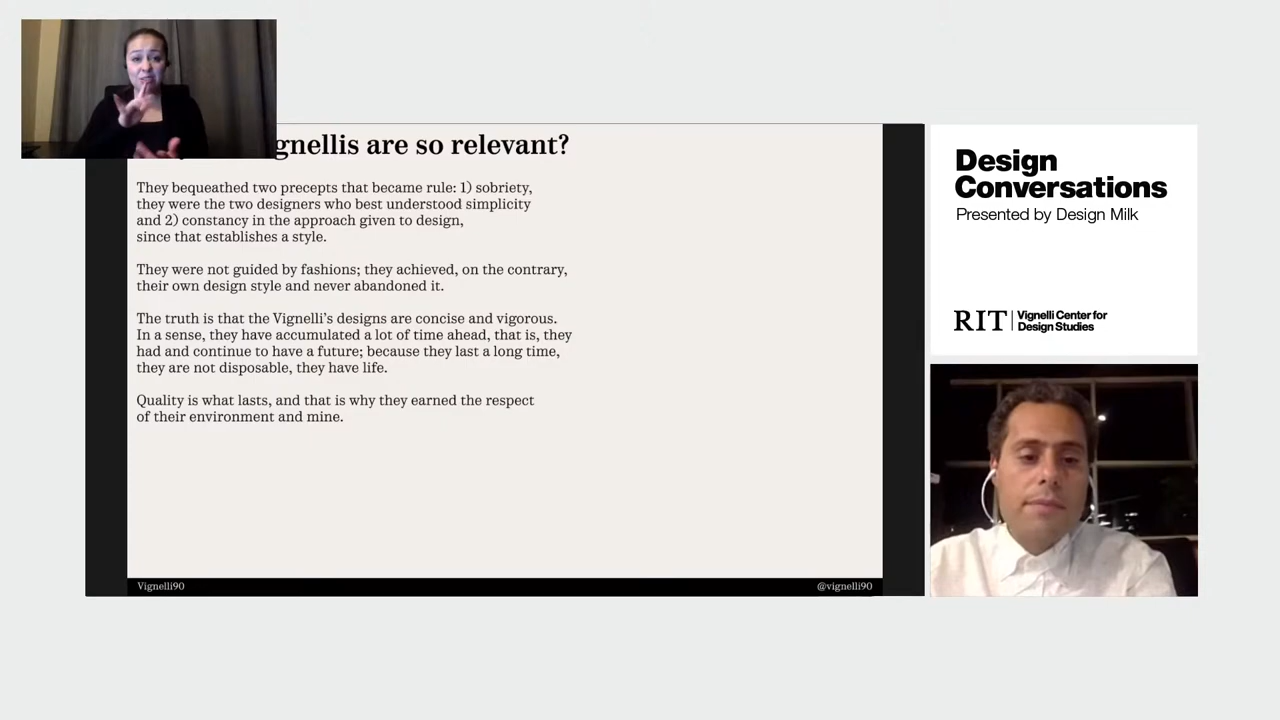 gnellis are so relevant?
They bequeathed two precepts that became rule: 1) sobriety,
they were the two designers who best understood simplicity
and 2) constancy in the approach given to design,
since that establishes a style.
They were not guided by fashions; they achieved, on the contrary,
their own design style and never abandoned it.
The truth is that the Vignelli's designs are concise and vigorous.
In a sense, they have accumulated a lot of time ahead, that is, they
had and continue to have a future; because they last a long time,
they are not disposable, they have life.
Quality is what lasts, and that is why they earned the respect
of their environment and mine.
Vignelli90
@vignelli90
Design
Conversations
Presented by Design Milk
RIT
Vignelli Center for
Design Studies